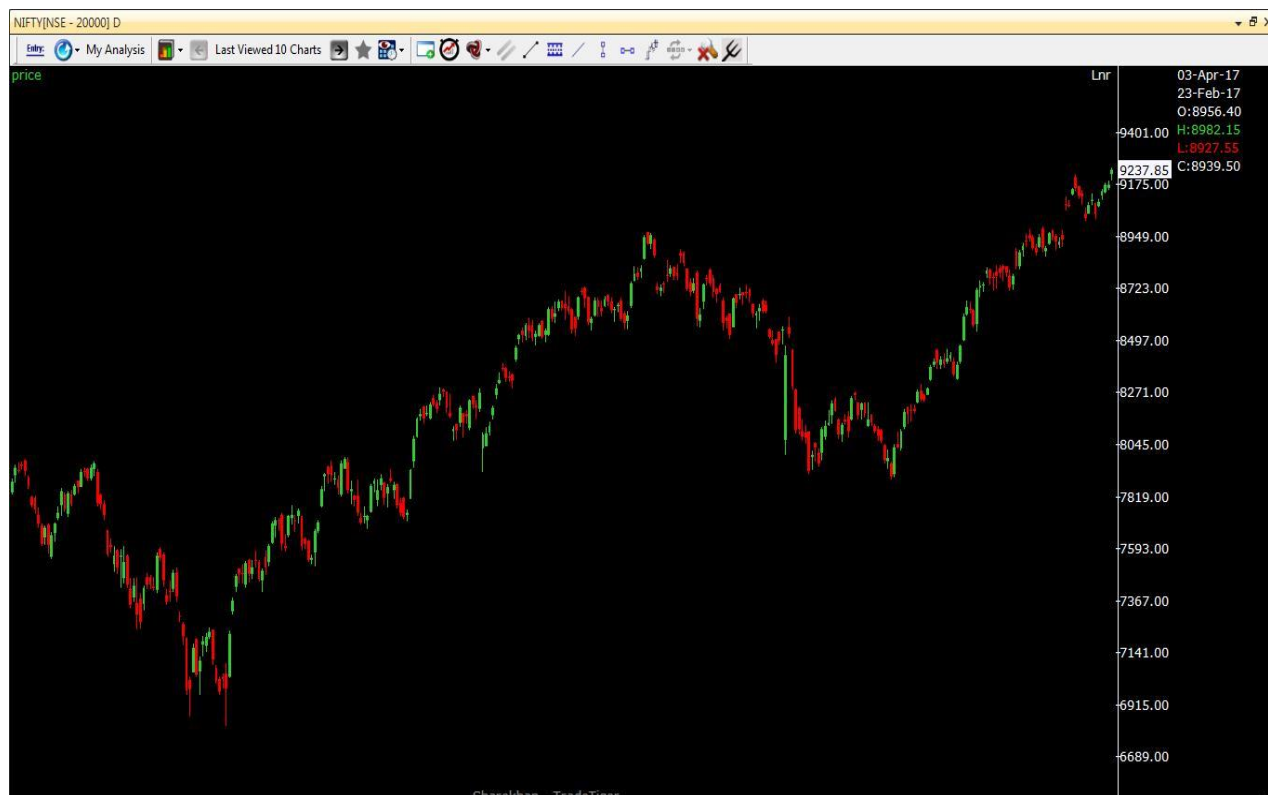 NIFTY[NSE - 20000] D
Entry: My Analysis Last Viewed 10 Charts
price
Lnr
03-Apr-17
23-Feb-17
O:8956.40
H:8982.15
L:8927.55
C:8939.50
9401.00
9237.85
9175.00
8949.00
8723.00
8497.00
8271.00
8045.00
7819.00
7593.00
7367.00
7141.00
6915.00
6689.00